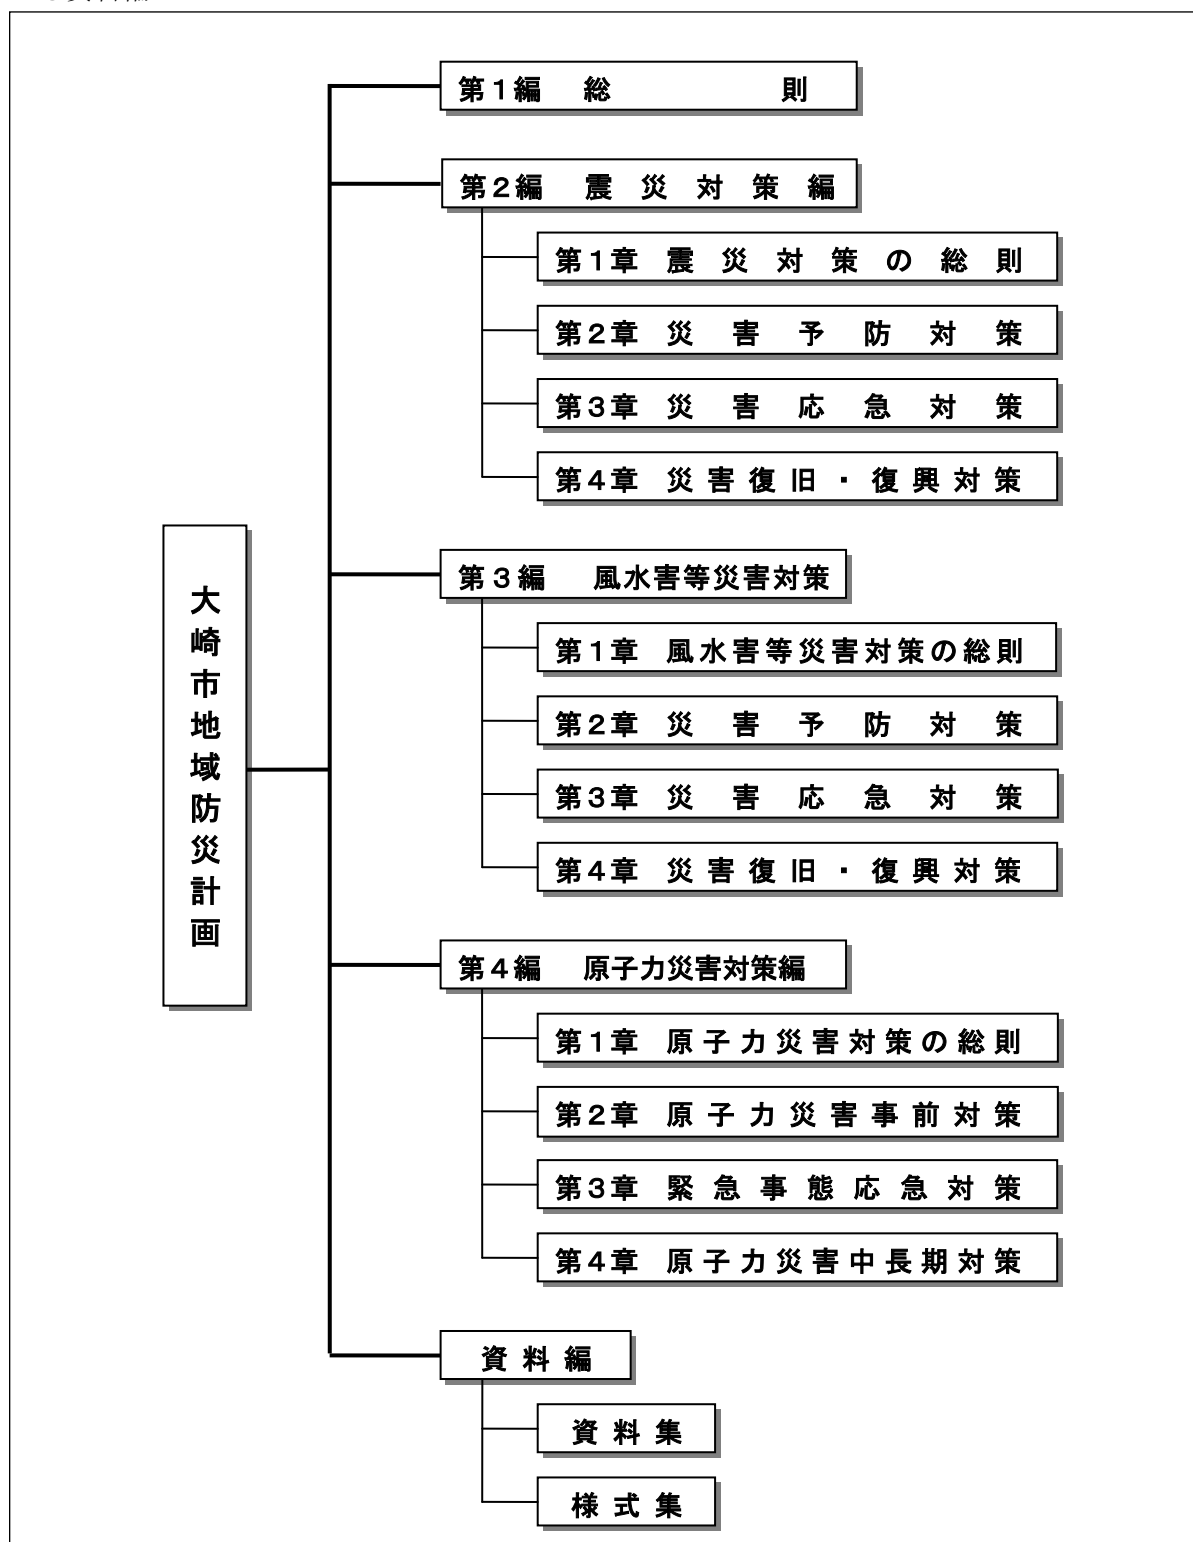 第1編 総則
第2編 震災対策編
第1章 震災対策の総則
第2章 災害予防対策
第3章 災害応急対策
第4章 災害復旧・復興対策
大崎市地域防災計画
第3編 風水害等災害対策
第1章 風水害等災害対策の総則
第2章 災害予防対策
第3章 災害応急対策
第4章 災害復旧・復興対策
第4編 原子力災害対策編
第1章 原子力災害対策の総則
第2章 原子力災害事前対策
第3章 緊急事態応急対策
第4章 原子力災害中長期対策
資料編
資料集
様式集